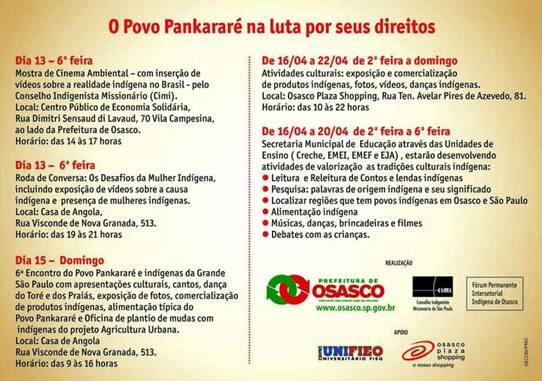 O Povo Pankararé na luta por seus direitos
Dia 13 – 6ª feira
Mostra de Cinema Ambiental – com inserção de
vídeos sobre a realidade indígena no Brasil - pelo
Conselho Indigenista Missionário (Cimi).
Local: Centro Público de Economia Solidária,
Rua Dimitri Sensaud di Lavaud, 70 Vila Campesina,
ao lado da Prefeitura de Osasco.
Horário: das 14 às 17 horas
Dia 13 – 6ª feira
Roda de Conversa: Os Desafios da Mulher Indígena,
incluindo exposição de vídeos sobre a causa
indígena e presença de mulheres indígenas.
Local: Casa de Angola,
Rua Visconde de Nova Granada, 513.
Horário: das 19 às 21 horas
Dia 15 – Domingo
6º Encontro do Povo Pankararé e indígenas da Grande
São Paulo com apresentações culturais, cantos, dança
do Toré e dos Praiás, exposição de fotos, comercialização
de produtos indígenas, alimentação típica do
Povo Pankararé e Oficina de plantio de mudas com
indígenas do projeto Agricultura Urbana.
Local: Casa de Angola
Rua Visconde de Nova Granada, 513.
Horário: das 9 às 16 horas
De 16/04 a 22/04 de 2ª feira a domingo
Atividades culturais: exposição e comercialização
de produtos indígenas, fotos, vídeos, danças indígenas.
Local: Osasco Plaza Shopping, Rua Ten. Avelar Pires de Azevedo, 81.
Horário: das 10 às 22 horas
De 16/04 a 20/04 de 2ª feira a 6ª feira
Secretaria Municipal de Educação através das Unidades de
Ensino ( Creche, EMEI, EMEF e EJA) , estarão desenvolvendo
atividades de valorização as tradições culturais indígena:
● Leitura e Releitura de Contos e lendas indígenas
● Pesquisa: palavras de origem indígena e seu significado
● Localizar regiões que tem povos indígenas em Osasco e São Paulo
● Alimentação indígena
● Músicas, danças, brincadeiras e filmes
● Debates com as crianças.
REALIZAÇÃO
PREFEITURA DE
OSASCO
www.osasco.sp.gov.br
CIMI
Conselho Indigenista
Missionário de São Paulo
Fórum Permanente
Intersetorial
Indígena de Osasco
APOIO
UNIFIEO
UNIVERSITÁRIO FIEO
osasco
plaza
shopping
o nosso shopping